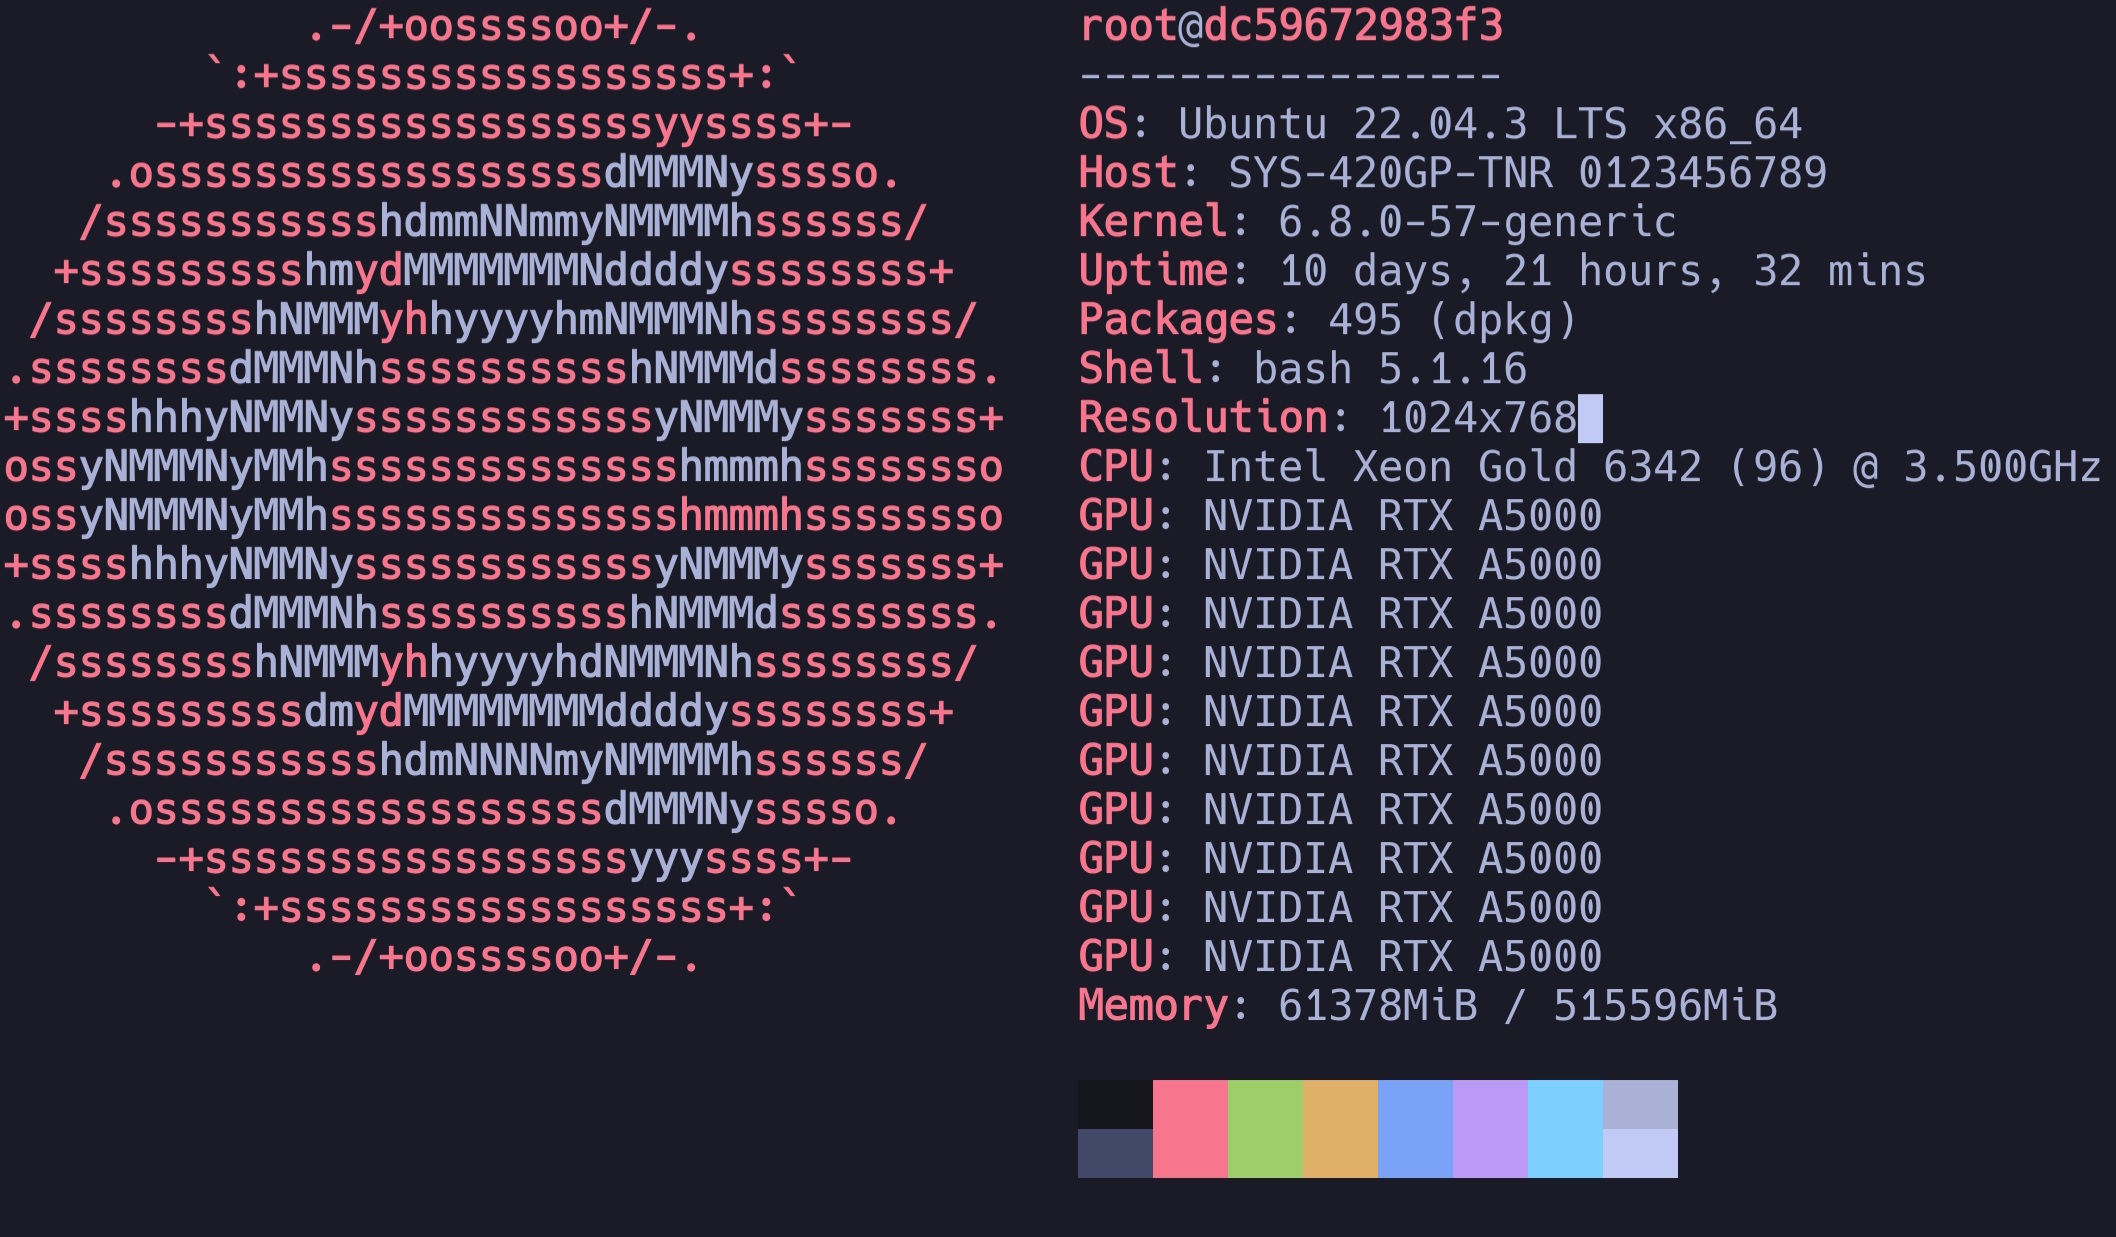 .-/+oossssoo+/-.
`:+ssssssssssssssssss+:`
-+ssssssssssssssssssyyssss+-
.ossssssssssssssssssdMMMNysssso.
/ssssssssssshdmmNNmmyNMMMMhssssss/
+ssssssssshmydMMMMMMMNddddyssssssss+
/sssssssshNMMMyhhyyyyhmNMMMNhssssssss/
.ssssssssdMMMNhsssssssssshNMMMdssssssss.
+sssshhhyNMMNyssssssssssssyNMMMysssssss+
ossyNMMMNyMMhsssssssssssssshmmmhssssssso
ossyNMMMNyMMhsssssssssssssshmmmhssssssso
+sssshhhyNMMNyssssssssssssyNMMMysssssss+
.ssssssssdMMMNhsssssssssshNMMMdssssssss.
/sssssssshNMMMyhhyyyyhdNMMMNhssssssss/
+sssssssssdmydMMMMMMMMddddyssssssss+
/ssssssssssshdmNNNNmyNMMMMhssssss/
.ossssssssssssssssssdMMMNysssso.
-+sssssssssssssssssyyyssss+-
`:+ssssssssssssssssss+:`
.-/+oossssoo+/-.
root@dc59672983f3
-----------------
OS: Ubuntu 22.04.3 LTS x86_64
Host: SYS-420GP-TNR 0123456789
Kernel: 6.8.0-57-generic
Uptime: 10 days, 21 hours, 32 mins
Packages: 495 (dpkg)
Shell: bash 5.1.16
Resolution: 1024x768
CPU: Intel Xeon Gold 6342 (96) @ 3.500GHz
GPU: NVIDIA RTX A5000
GPU: NVIDIA RTX A5000
GPU: NVIDIA RTX A5000
GPU: NVIDIA RTX A5000
GPU: NVIDIA RTX A5000
GPU: NVIDIA RTX A5000
GPU: NVIDIA RTX A5000
GPU: NVIDIA RTX A5000
GPU: NVIDIA RTX A5000
GPU: NVIDIA RTX A5000
Memory: 61378MiB / 515596MiB